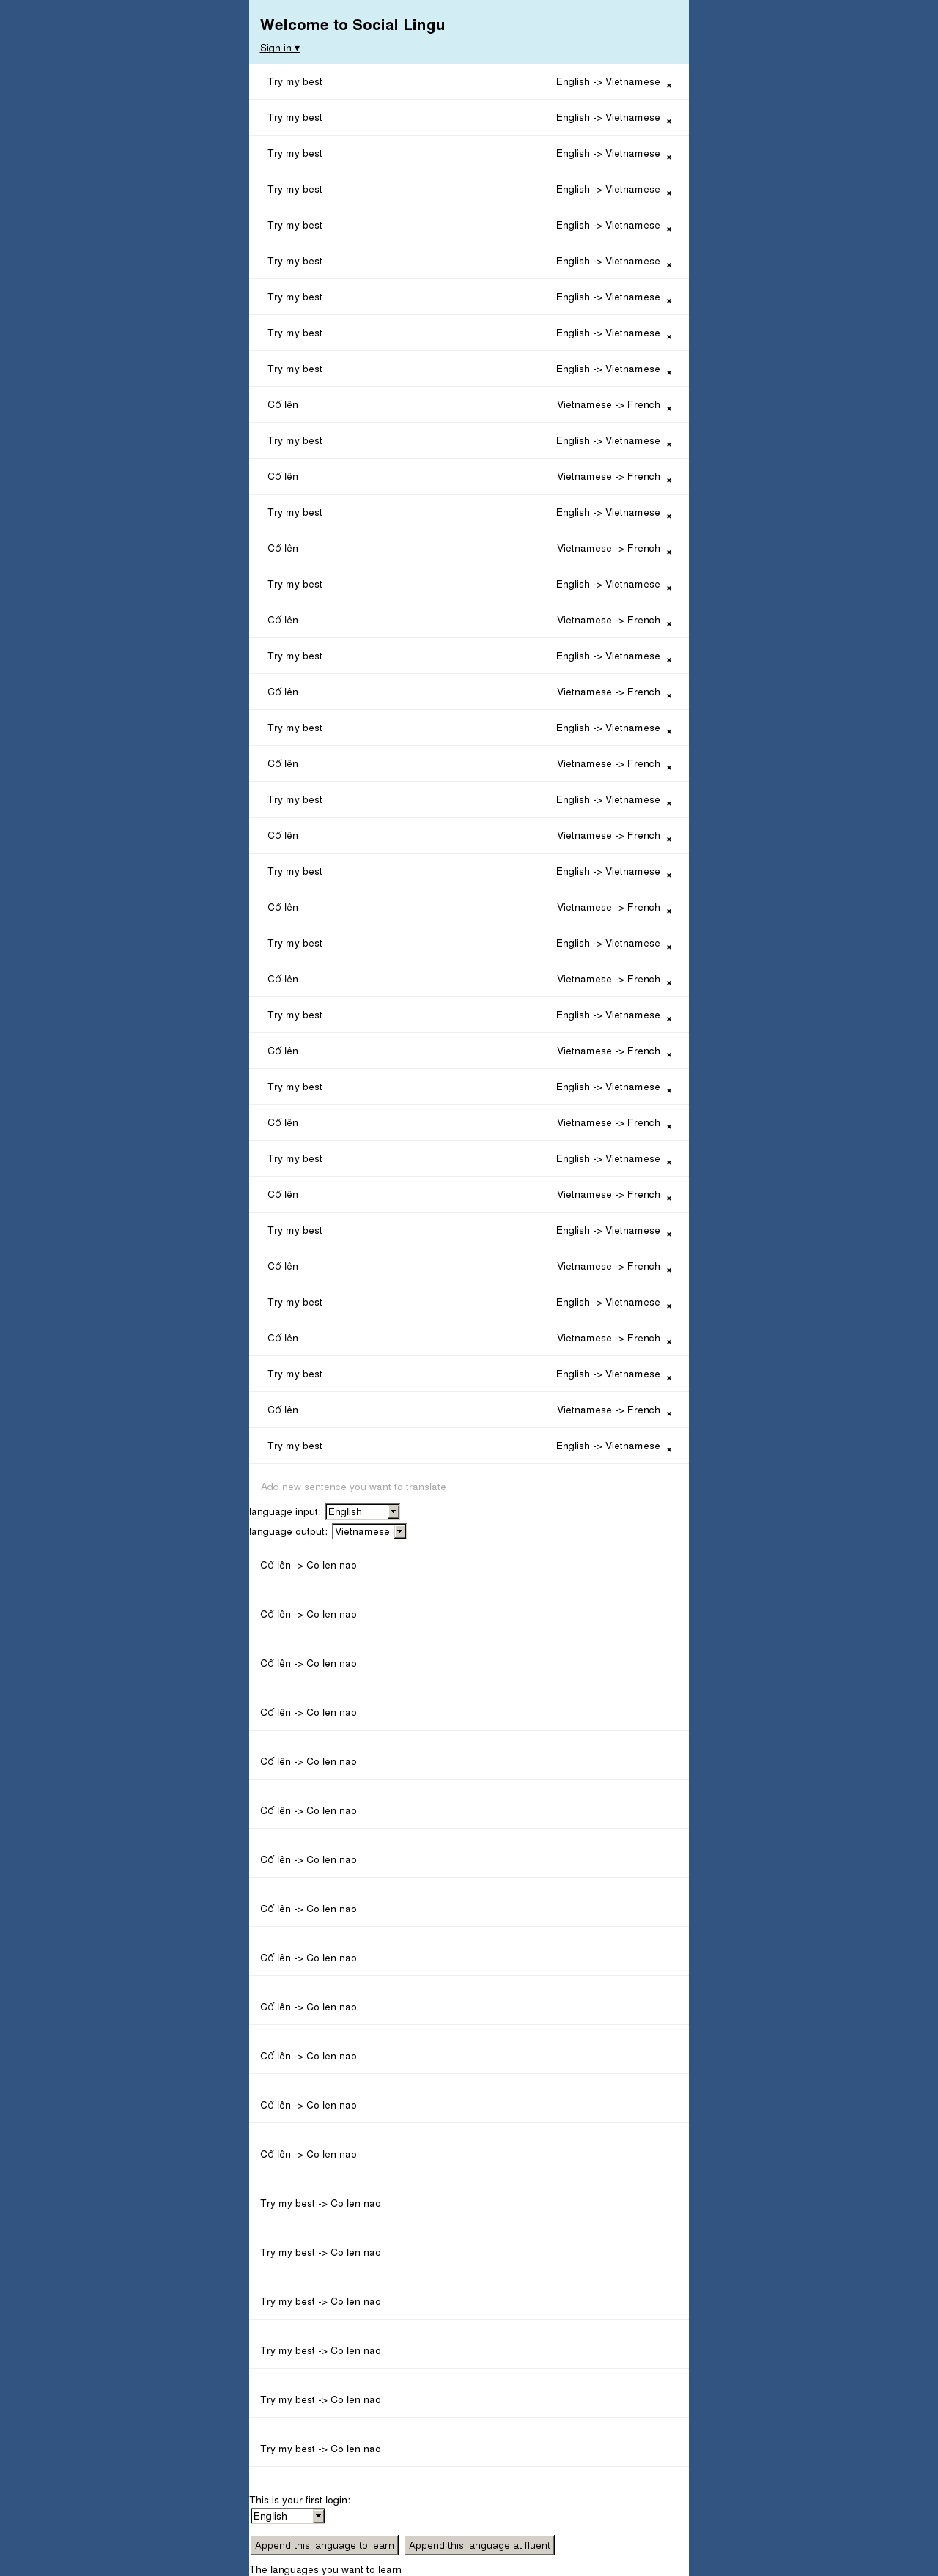 Welcome to Social Lingu
Sign in ▾
Try my best English -> Vietnamese ×
Try my best English -> Vietnamese ×
Try my best English -> Vietnamese ×
Try my best English -> Vietnamese ×
Try my best English -> Vietnamese ×
Try my best English -> Vietnamese ×
Try my best English -> Vietnamese ×
Try my best English -> Vietnamese ×
Try my best English -> Vietnamese ×
Cố lên Vietnamese -> French ×
Try my best English -> Vietnamese ×
Cố lên Vietnamese -> French ×
Try my best English -> Vietnamese ×
Cố lên Vietnamese -> French ×
Try my best English -> Vietnamese ×
Cố lên Vietnamese -> French ×
Try my best English -> Vietnamese ×
Cố lên Vietnamese -> French ×
Try my best English -> Vietnamese ×
Cố lên Vietnamese -> French ×
Try my best English -> Vietnamese ×
Cố lên Vietnamese -> French ×
Try my best English -> Vietnamese ×
Cố lên Vietnamese -> French ×
Try my best English -> Vietnamese ×
Cố lên Vietnamese -> French ×
Try my best English -> Vietnamese ×
Cố lên Vietnamese -> French ×
Try my best English -> Vietnamese ×
Cố lên Vietnamese -> French ×
Try my best English -> Vietnamese ×
Cố lên Vietnamese -> French ×
Try my best English -> Vietnamese ×
Cố lên Vietnamese -> French ×
Try my best English -> Vietnamese ×
Cố lên Vietnamese -> French ×
Try my best English -> Vietnamese ×
Cố lên Vietnamese -> French ×
Try my best English -> Vietnamese ×
Add new sentence you want to translate
language input: English
language output: Vietnamese
Cố lên -> Co len nao
Cố lên -> Co len nao
Cố lên -> Co len nao
Cố lên -> Co len nao
Cố lên -> Co len nao
Cố lên -> Co len nao
Cố lên -> Co len nao
Cố lên -> Co len nao
Cố lên -> Co len nao
Cố lên -> Co len nao
Cố lên -> Co len nao
Cố lên -> Co len nao
Cố lên -> Co len nao
Try my best -> Co len nao
Try my best -> Co len nao
Try my best -> Co len nao
Try my best -> Co len nao
Try my best -> Co len nao
Try my best -> Co len nao
This is your first login:
English
Append this language to learn Append this language at fluent
The languages you want to learn